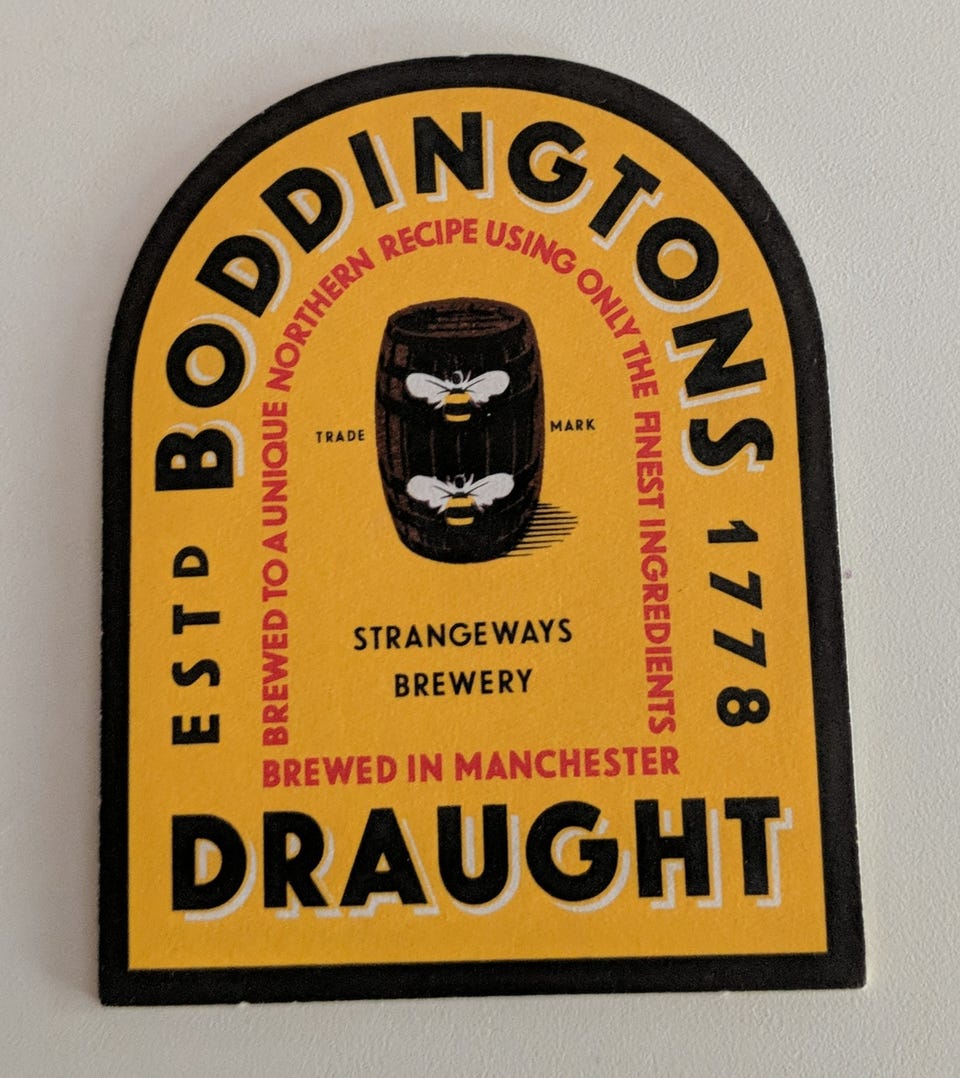 BODDINGTONS
ESTD 1778
BREWED TO A UNIQUE NORTHERN RECIPE USING ONLY THE FINEST INGREDIENTS
TRADE MARK
STRANGEWAYS
BREWERY
BREWED IN MANCHESTER
DRAUGHT